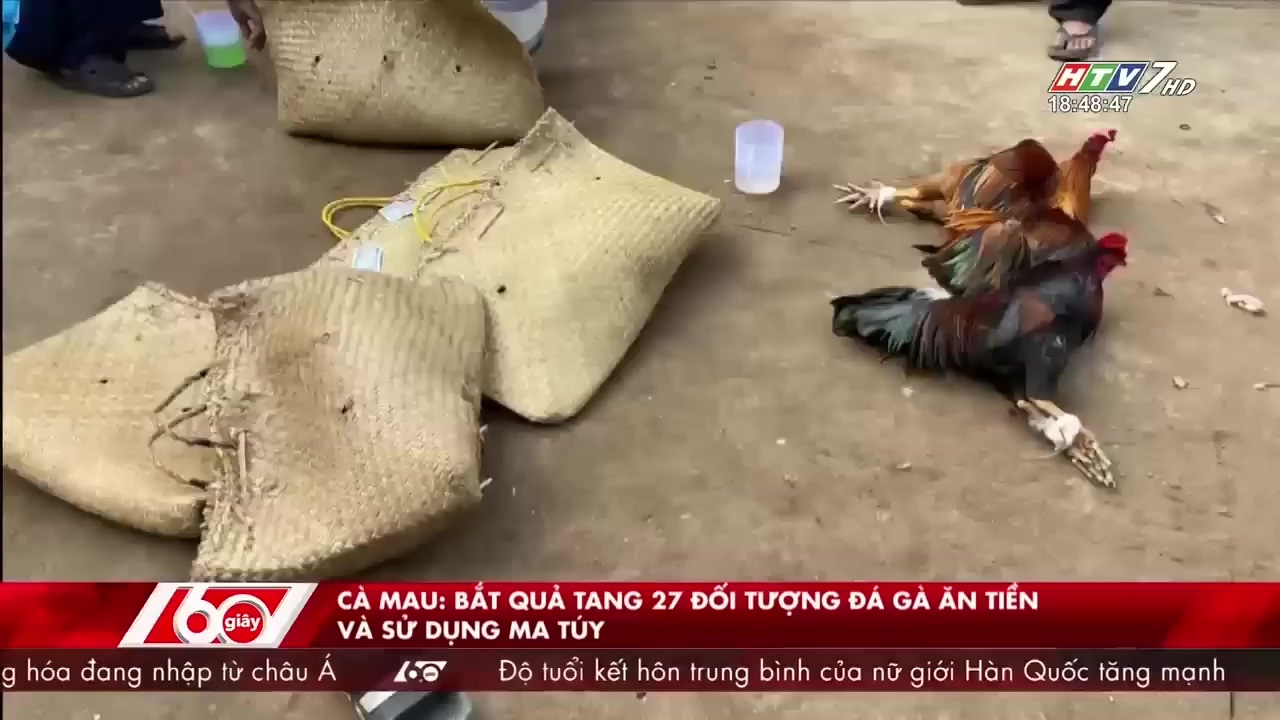 HTV7 HD
18:48:47
60 giây
CÀ MAU: BẮT QUẢ TANG 27 ĐỐI TƯỢNG ĐÁ GÀ ĂN TIỀN
VÀ SỬ DỤNG MA TÚY
g hóa đang nhập từ châu Á 60 giây Độ tuổi kết hôn trung bình của nữ giới Hàn Quốc tăng mạnh